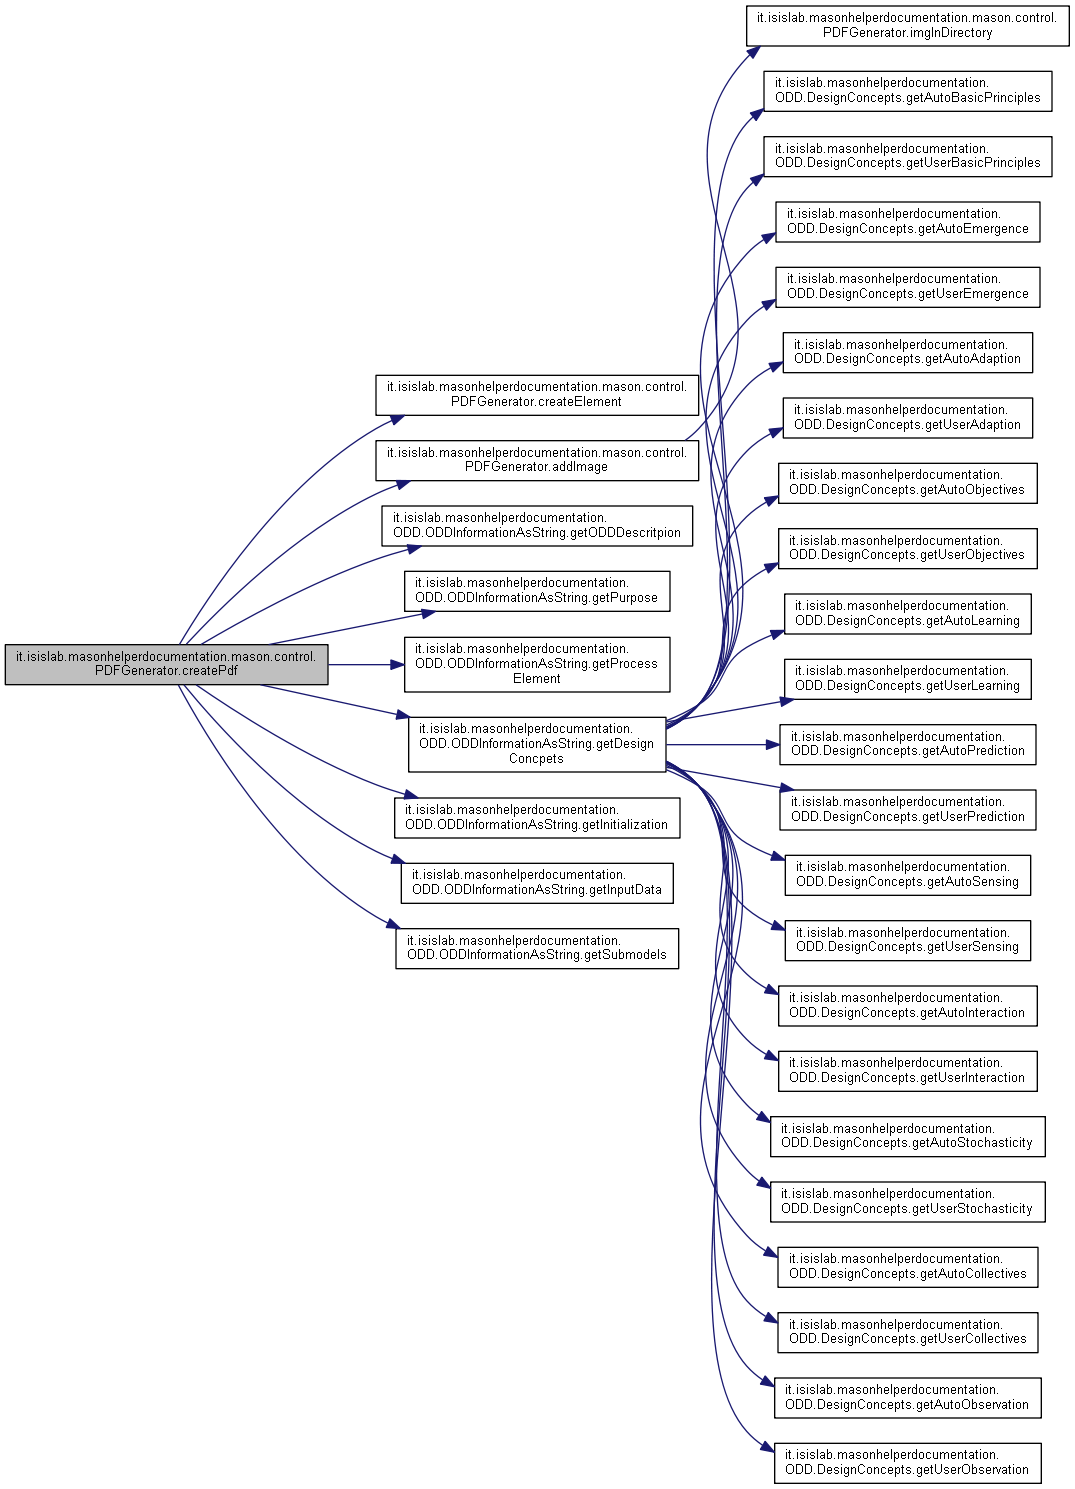 it.isislab.masonhelperdocumentation.mason.control.
PDFGenerator.createPdf
it.isislab.masonhelperdocumentation.mason.control.
PDFGenerator.createElement
it.isislab.masonhelperdocumentation.mason.control.
PDFGenerator.addImage
it.isislab.masonhelperdocumentation.
ODD.ODDInformationAsString.getODDDescritpion
it.isislab.masonhelperdocumentation.
ODD.ODDInformationAsString.getPurpose
it.isislab.masonhelperdocumentation.
ODD.ODDInformationAsString.getProcess
Element
it.isislab.masonhelperdocumentation.
ODD.ODDInformationAsString.getDesign
Concpets
it.isislab.masonhelperdocumentation.
ODD.ODDInformationAsString.getInitialization
it.isislab.masonhelperdocumentation.
ODD.ODDInformationAsString.getInputData
it.isislab.masonhelperdocumentation.
ODD.ODDInformationAsString.getSubmodels
it.isislab.masonhelperdocumentation.mason.control.
PDFGenerator.imgInDirectory
it.isislab.masonhelperdocumentation.
ODD.DesignConcepts.getAutoBasicPrinciples
it.isislab.masonhelperdocumentation.
ODD.DesignConcepts.getUserBasicPrinciples
it.isislab.masonhelperdocumentation.
ODD.DesignConcepts.getAutoEmergence
it.isislab.masonhelperdocumentation.
ODD.DesignConcepts.getUserEmergence
it.isislab.masonhelperdocumentation.
ODD.DesignConcepts.getAutoAdaption
it.isislab.masonhelperdocumentation.
ODD.DesignConcepts.getUserAdaption
it.isislab.masonhelperdocumentation.
ODD.DesignConcepts.getAutoObjectives
it.isislab.masonhelperdocumentation.
ODD.DesignConcepts.getUserObjectives
it.isislab.masonhelperdocumentation.
ODD.DesignConcepts.getAutoLearning
it.isislab.masonhelperdocumentation.
ODD.DesignConcepts.getUserLearning
it.isislab.masonhelperdocumentation.
ODD.DesignConcepts.getAutoPrediction
it.isislab.masonhelperdocumentation.
ODD.DesignConcepts.getUserPrediction
it.isislab.masonhelperdocumentation.
ODD.DesignConcepts.getAutoSensing
it.isislab.masonhelperdocumentation.
ODD.DesignConcepts.getUserSensing
it.isislab.masonhelperdocumentation.
ODD.DesignConcepts.getAutoInteraction
it.isislab.masonhelperdocumentation.
ODD.DesignConcepts.getUserInteraction
it.isislab.masonhelperdocumentation.
ODD.DesignConcepts.getAutoStochasticity
it.isislab.masonhelperdocumentation.
ODD.DesignConcepts.getUserStochasticity
it.isislab.masonhelperdocumentation.
ODD.DesignConcepts.getAutoCollectives
it.isislab.masonhelperdocumentation.
ODD.DesignConcepts.getUserCollectives
it.isislab.masonhelperdocumentation.
ODD.DesignConcepts.getAutoObservation
it.isislab.masonhelperdocumentation.
ODD.DesignConcepts.getUserObservation